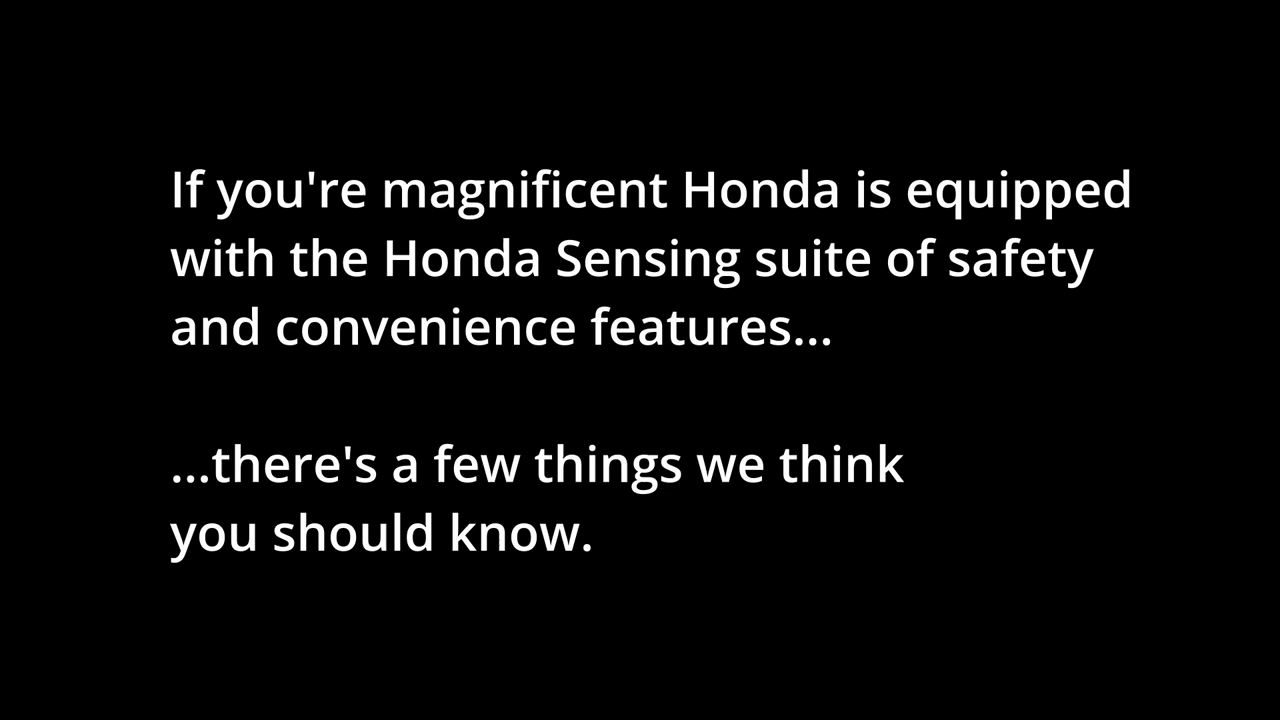 If you're magnificent Honda is equipped
with the Honda Sensing suite of safety
and convenience features...
...there's a few things we think
you should know.